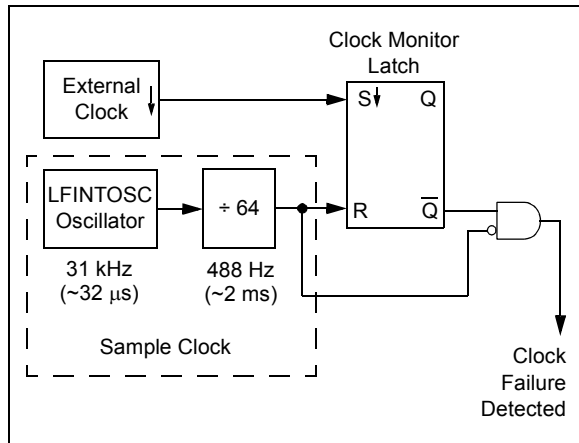 Clock Monitor
Latch
External
Clock
S
Q
LFINTOSC
Oscillator
÷ 64
R
Q̅
31 kHz
(~32 μs)
488 Hz
(~2 ms)
Sample Clock
Clock
Failure
Detected